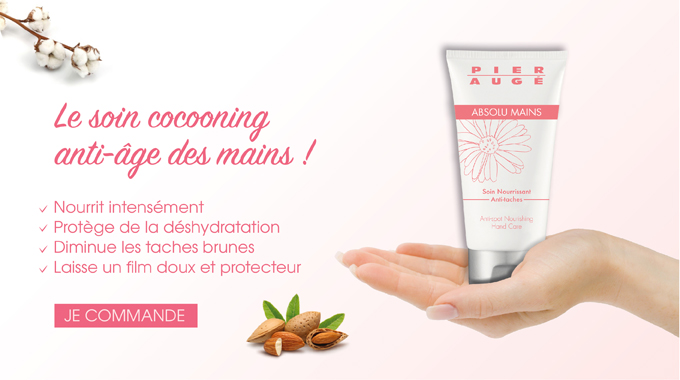 Le soin cocooning
anti-âge des mains !
Nourrit intensément
Protège de la déshydratation
Diminue les taches brunes
Laisse un film doux et protecteur
JE COMMANDE
PIER
AUGÈ
ABSOLU MAINS
Soin Nourrissant
Anti-taches
Antispot Nourishing
Hand Care